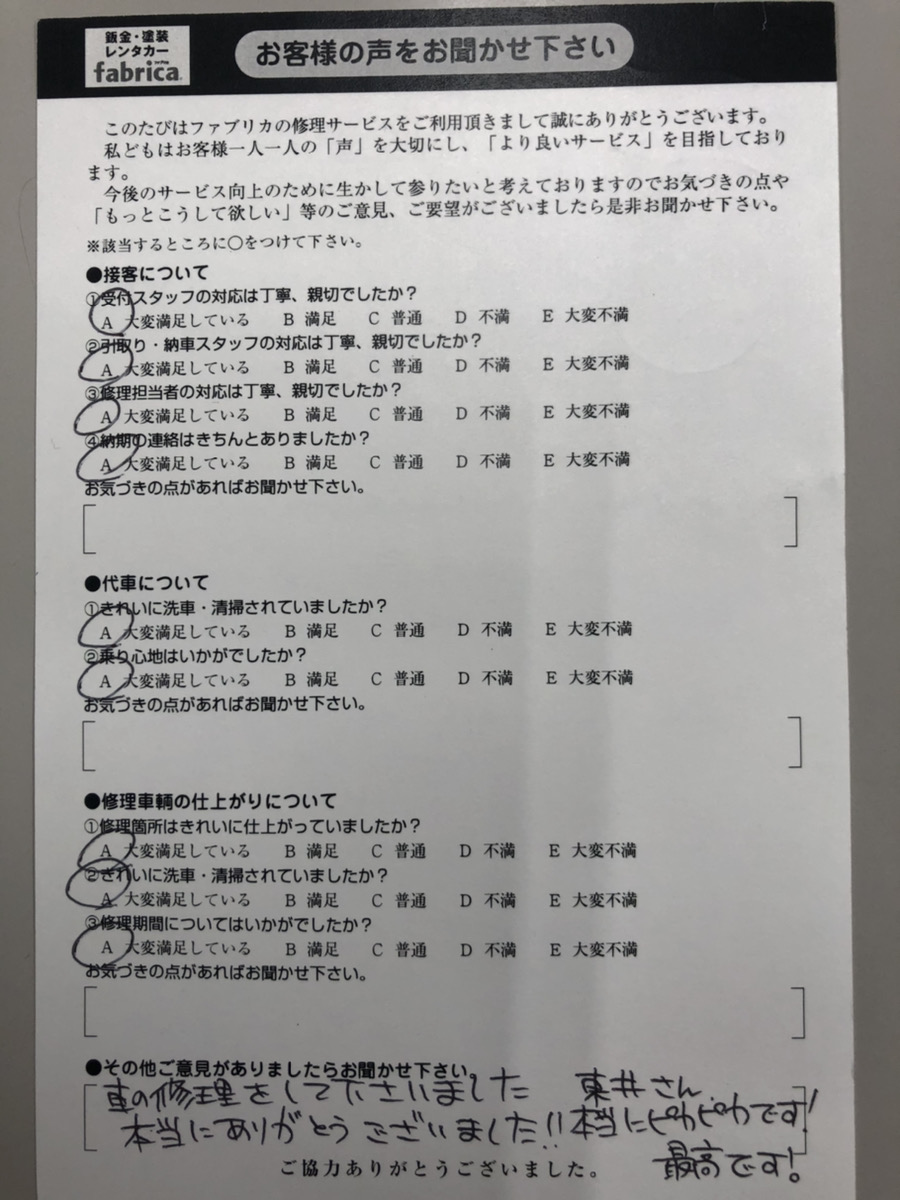 鈑金・塗装
レンタカー
fabrica
お客様の声をお聞かせ下さい
このたびはファブリカの修理サービスをご利用頂きまして誠にありがとうございます。
私どもはお客様一人一人の「声」を大切にし、「より良いサービス」を目指しており
ます。
今後のサービス向上のために生かして参りたいと考えておりますのでお気づきの点や
「もっとこうして欲しい」等のご意見、ご要望がございましたら是非お聞かせ下さい。
※該当するところに○をつけて下さい。
●接客について
①受付スタッフの対応は丁寧、親切でしたか？
A 大変満足している B 満足 C 普通 D 不満 E 大変不満
②引取り・納車スタッフの対応は丁寧、親切でしたか？
A 大変満足している B 満足 C 普通 D 不満 E 大変不満
③修理担当者の対応は丁寧、親切でしたか？
A 大変満足している B 満足 C 普通 D 不満 E 大変不満
④納期の連絡はきちんとありましたか？
A 大変満足している B 満足 C 普通 D 不満 E 大変不満
お気づきの点があればお聞かせ下さい。
●代車について
①きれいに洗車・清掃されていましたか？
A 大変満足している B 満足 C 普通 D 不満 E 大変不満
②乗り心地はいかがでしたか？
A 大変満足している B 満足 C 普通 D 不満 E 大変不満
お気づきの点があればお聞かせ下さい。
●修理車輌の仕上がりについて
①修理箇所はきれいに仕上がっていましたか？
A 大変満足している B 満足 C 普通 D 不満 E 大変不満
②きれいに洗車・清掃されていましたか？
A 大変満足している B 満足 C 普通 D 不満 E 大変不満
③修理期間についてはいかがでしたか？
A 大変満足している B 満足 C 普通 D 不満 E 大変不満
お気づきの点があればお聞かせ下さい。
●その他ご意見がありましたらお聞かせ下さい。
車の修理をして下さいました 東井さん
本当にありがとうございました!! 本当にピカピカです!
最高です!
ご協力ありがとうございました。